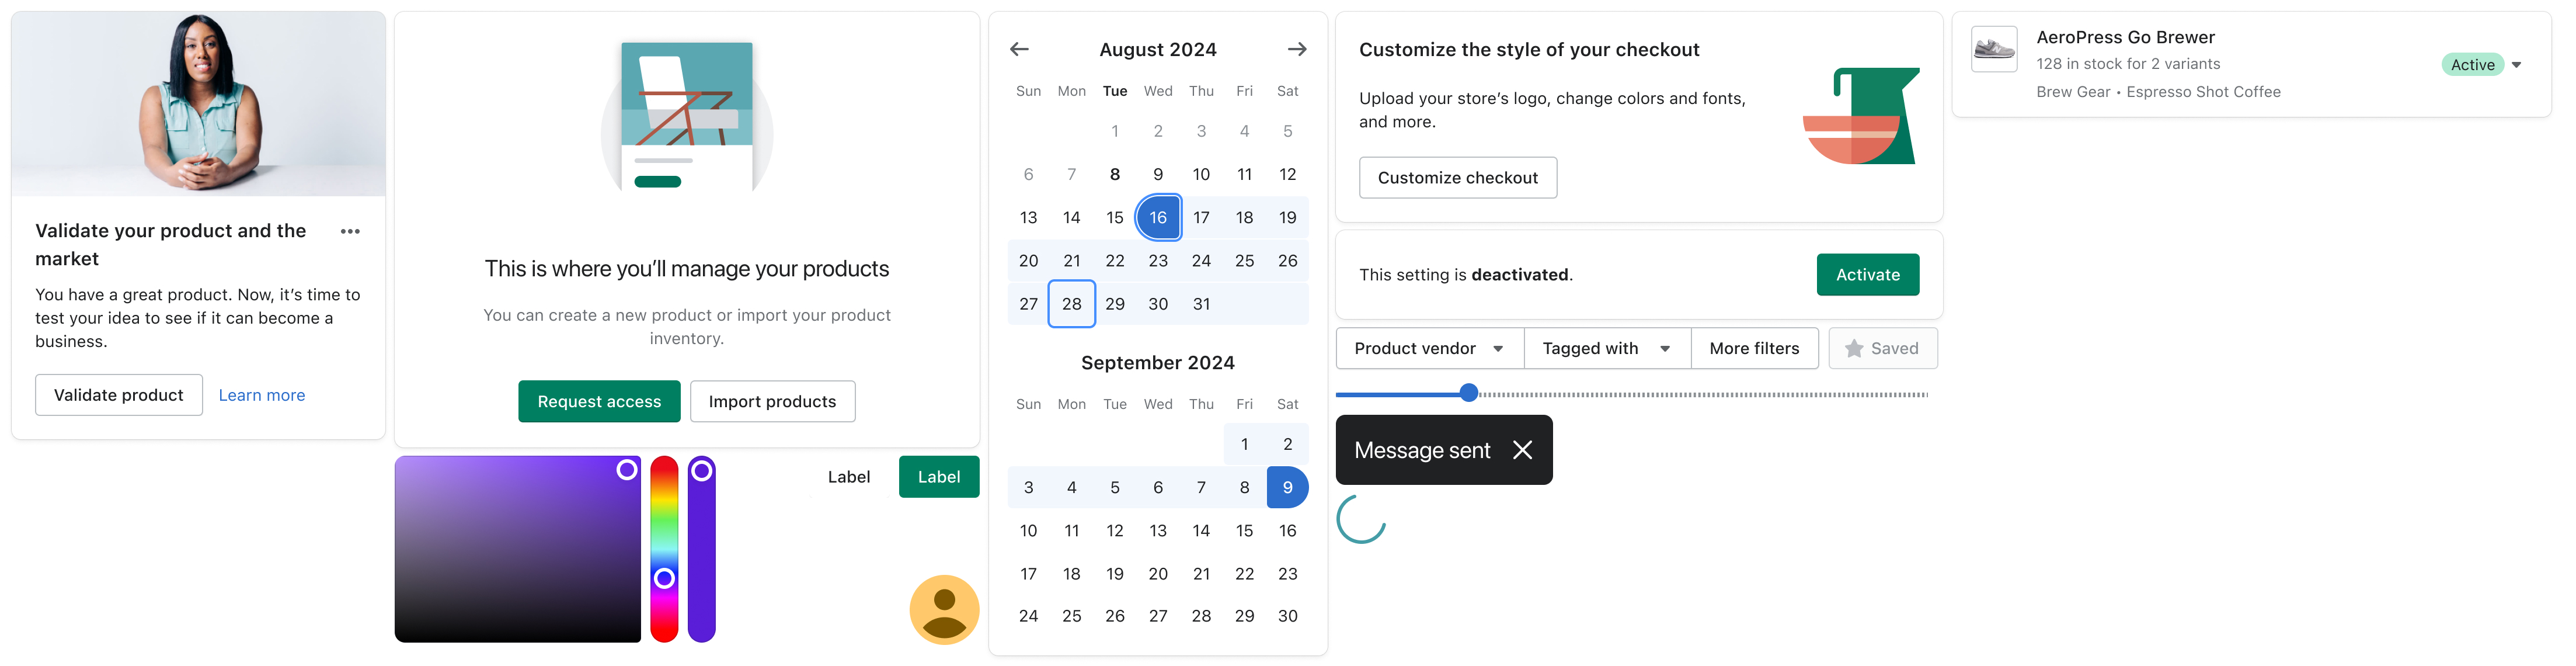 Validate your product and the
market
•••
You have a great product. Now, it’s time to
test your idea to see if it can become a
business.
Validate product
Learn more
This is where you’ll manage your products
You can create a new product or import your product
inventory.
Request access
Import products
Label
Label
August 2024
Sun Mon Tue Wed Thu Fri Sat
1 2 3 4 5
6 7 8 9 10 11 12
13 14 15 16 17 18 19
20 21 22 23 24 25 26
27 28 29 30 31
September 2024
Sun Mon Tue Wed Thu Fri Sat
1 2
3 4 5 6 7 8 9
10 11 12 13 14 15 16
17 18 19 20 21 22 23
24 25 26 27 28 29 30
Customize the style of your checkout
Upload your store’s logo, change colors and fonts,
and more.
Customize checkout
This setting is deactivated.
Activate
Product vendor
Tagged with
More filters
Saved
Message sent
AeroPress Go Brewer
128 in stock for 2 variants
Brew Gear • Espresso Shot Coffee
Active